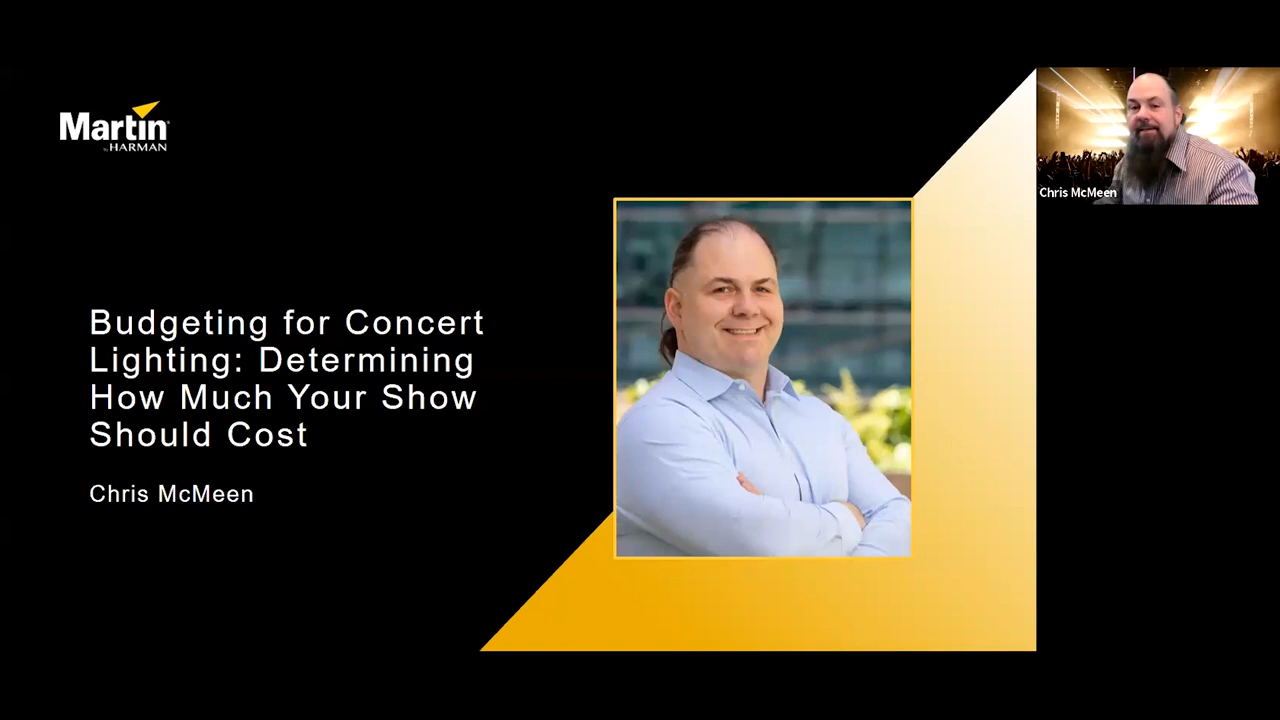 Martin
by HARMAN
Chris McMeen
Budgeting for Concert
Lighting: Determining
How Much Your Show
Should Cost
Chris McMeen